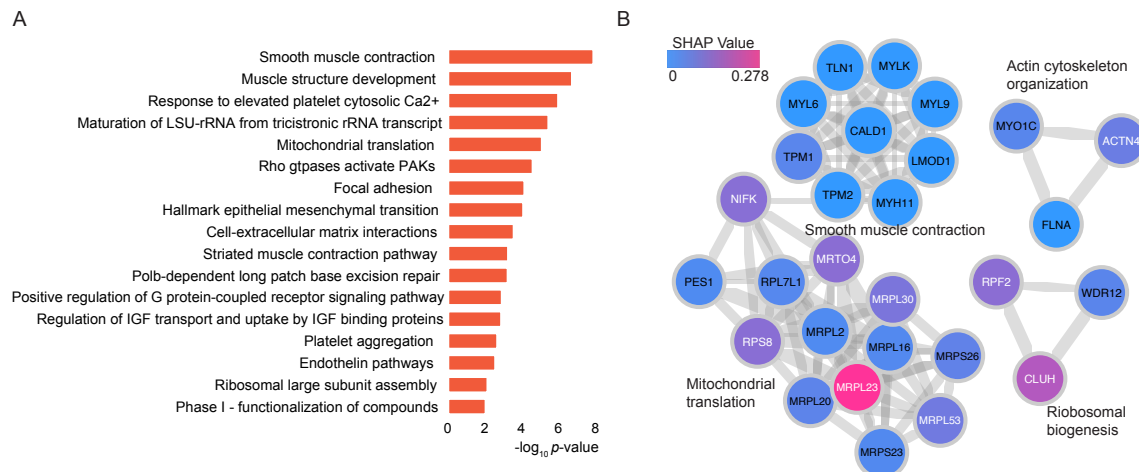 A
Smooth muscle contraction
Muscle structure development
Response to elevated platelet cytosolic Ca2+
Maturation of LSU-rRNA from tricistronic rRNA transcript
Mitochondrial translation
Rho gtpases activate PAKs
Focal adhesion
Hallmark epithelial mesenchymal transition
Cell-extracellular matrix interactions
Striated muscle contraction pathway
Polb-dependent long patch base excision repair
Positive regulation of G protein-coupled receptor signaling pathway
Regulation of IGF transport and uptake by IGF binding proteins
Platelet aggregation
Endothelin pathways
Ribosomal large subunit assembly
Phase I - functionalization of compounds
0 2 4 6 8
-log₁₀ p-value
B
SHAP Value
0 0.278
TLN1
MYLK
MYL6
MYL9
CALD1
TPM1
LMOD1
TPM2
MYH11
Smooth muscle contraction
Actin cytoskeleton
organization
MYO1C
ACTN4
FLNA
NIFK
MRTO4
PES1
RPL7L1
MRPL30
MRPL2
RPS8
MRPL16
MRPS26
MRPL23
MRPL20
MRPL53
MRPS23
Mitochondrial
translation
RPF2
WDR12
CLUH
Riobosomal
biogenesis